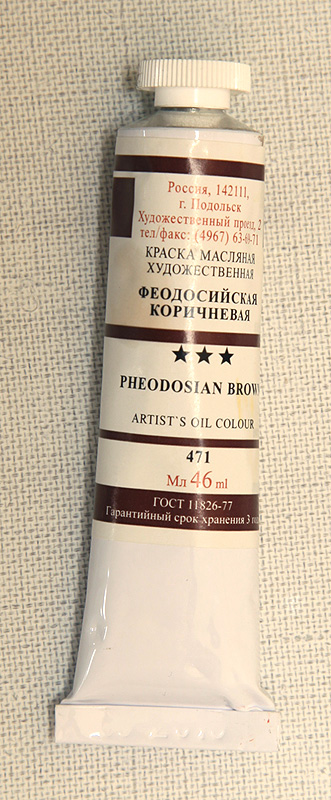 Россия, 142111,
г. Подольск
Художественный проезд, 2
тел/факс: (4967) 63-69-71
КРАСКА МАСЛЯНАЯ
ХУДОЖЕСТВЕННАЯ
ФЕОДОСИЙСКАЯ
КОРИЧНЕВАЯ
★★★
PHEODOSIAN BROW
ARTIST`S OIL COLOUR
471
Мл 46 ml
ГОСТ 11826-77
Гарантийный срок хранения 3